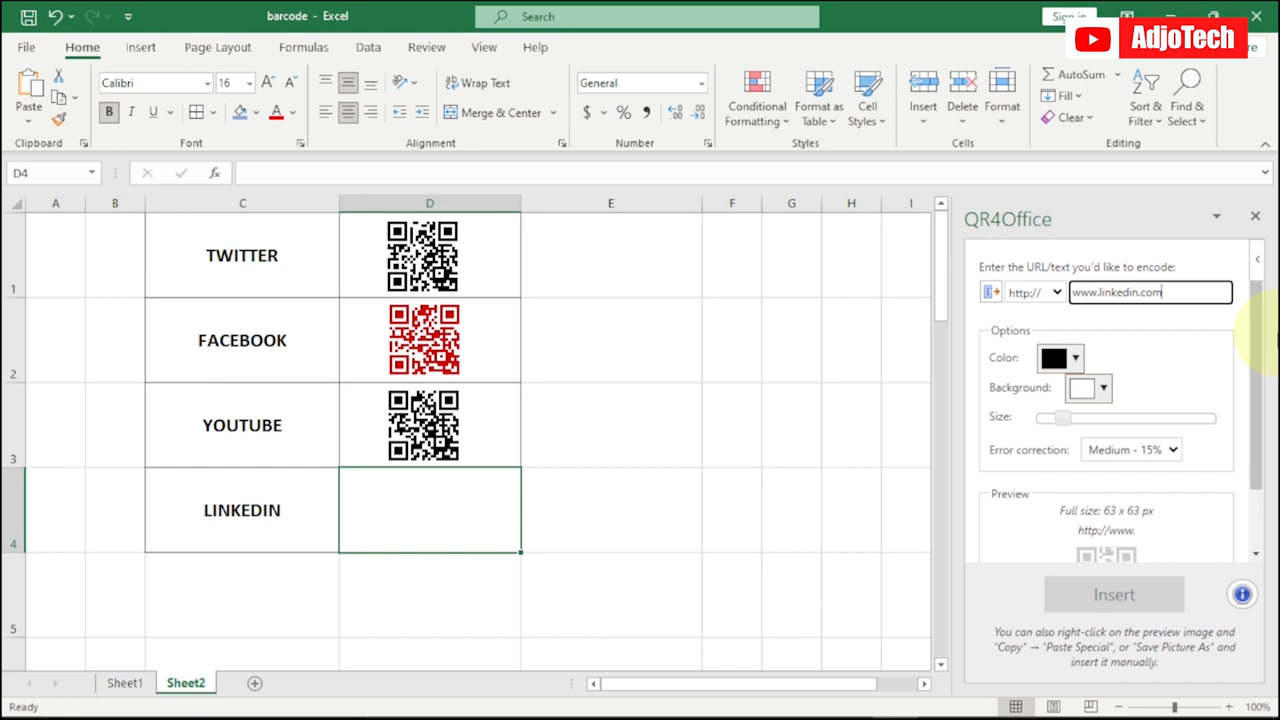 barcode - Excel
Search
Sign in
AdjoTech
File
Home
Insert
Page Layout
Formulas
Data
Review
View
Help
Paste
Clipboard
Calibri
16
A
A
B
I
U
A
Font
Wrap Text
Merge & Center
Alignment
General
$
%
Number
Conditional
Formatting
Format as
Table
Cell
Styles
Styles
Insert
Delete
Format
Cells
AutoSum
Fill
Clear
Sort &
Filter
Find &
Select
Editing
D4
fx
A
B
C
D
E
F
G
H
I
1
TWITTER
2
FACEBOOK
3
YOUTUBE
4
LINKEDIN
5
QR4Office
Enter the URL/text you'd like to encode:
http://
www.linkedin.com
Options
Color:
Background:
Size:
Error correction:
Medium - 15%
Preview
Full size: 63 x 63 px
http://www.
Insert
You can also right-click on the preview image and
"Copy" → "Paste Special", or "Save Picture As" and
insert it manually.
Sheet1
Sheet2
Ready
100%